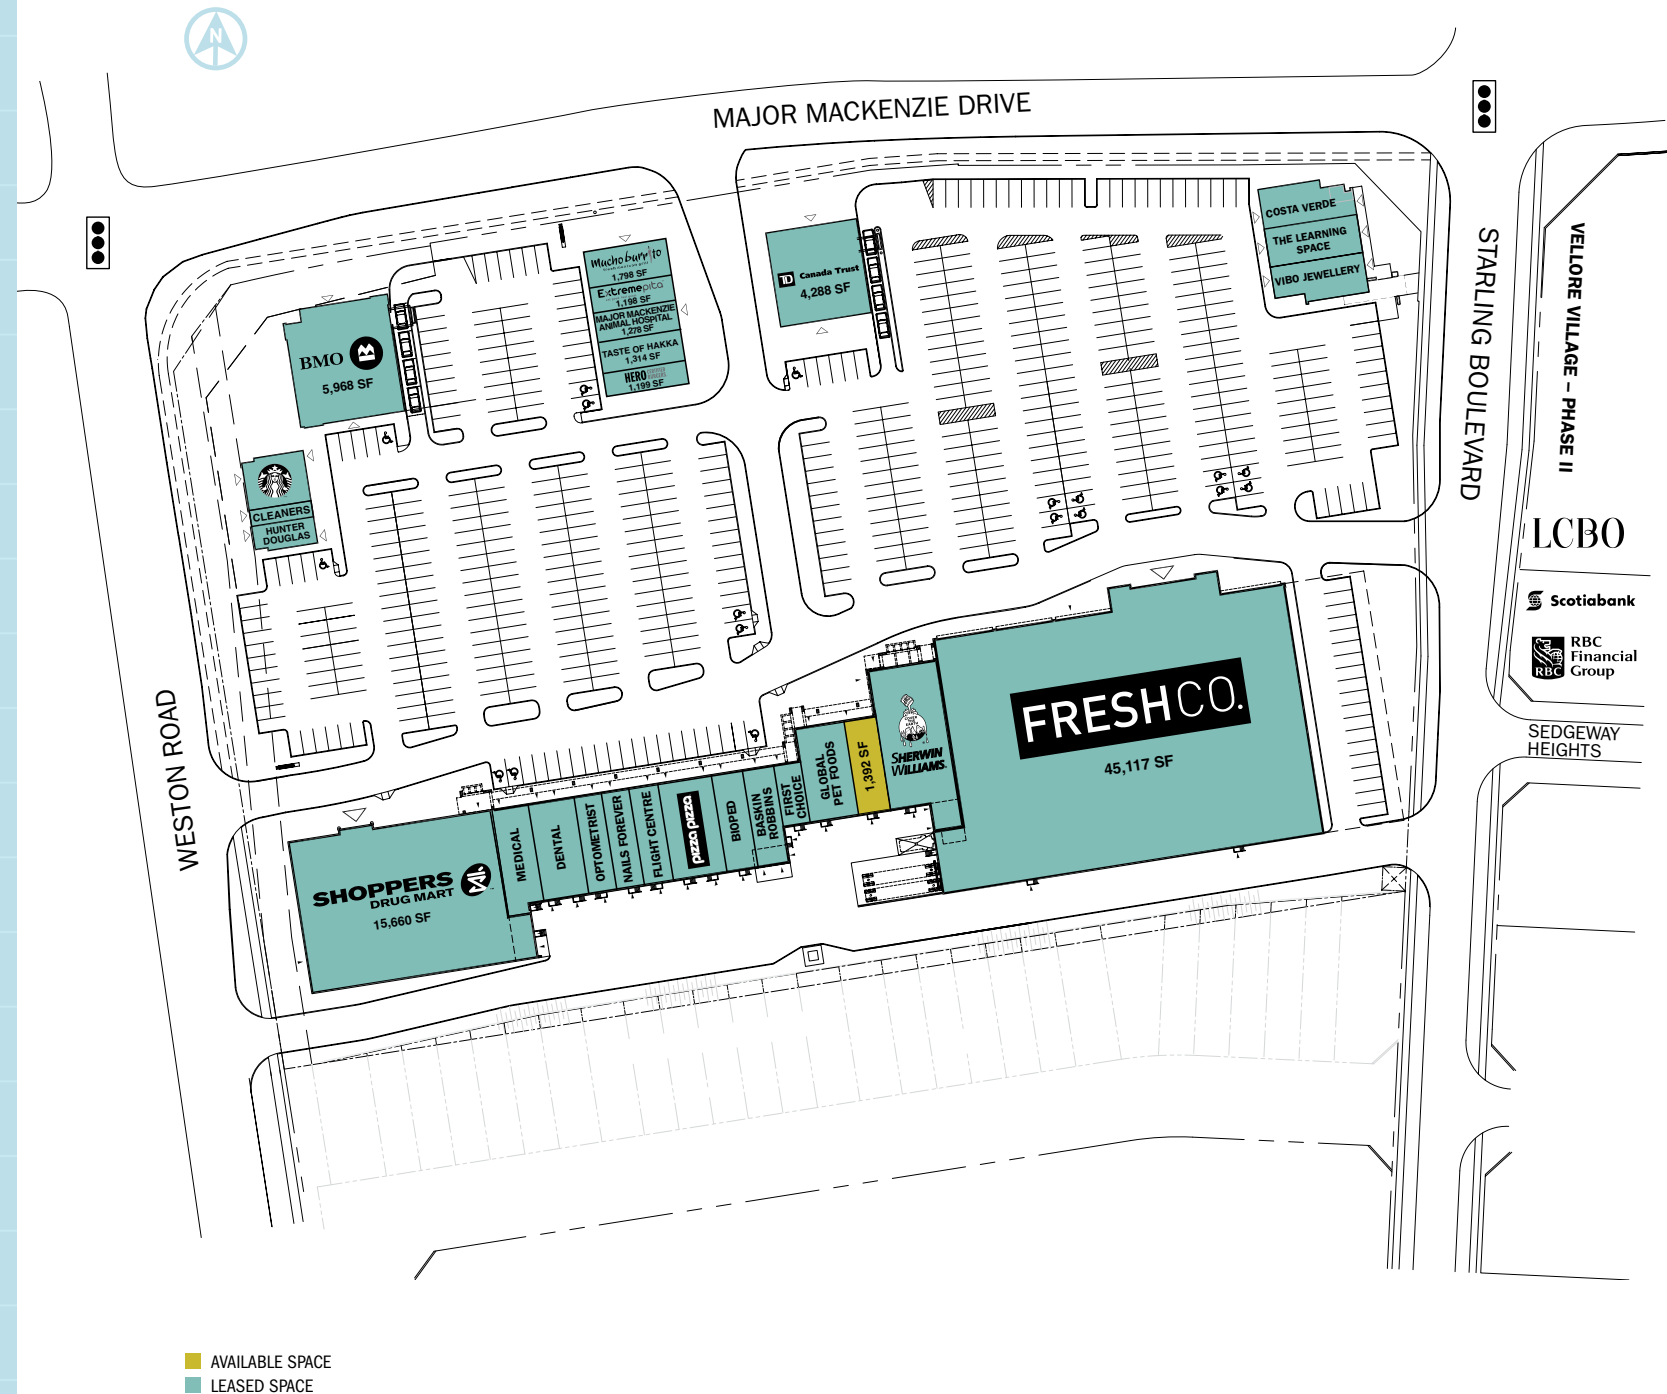 N
MAJOR MACKENZIE DRIVE
STARLING BOULEVARD
WESTON ROAD
VELLORE VILLAGE – PHASE II
LCBO
Scotiabank
RBC
RBC
Financial
Group
SEDGEWAY
HEIGHTS
COSTA VERDE
THE LEARNING
SPACE
VIBO JEWELLERY
TD Canada Trust
4,288 SF
Muchoburrito
1,798 SF
Extremepita
1,198 SF
MAJOR MACKENZIE
ANIMAL HOSPITAL
1,278 SF
TASTE OF HAKKA
1,314 SF
HERO
1,199 SF
BMO
5,968 SF
CLEANERS
HUNTER
DOUGLAS
SHOPPERS
DRUG MART
15,660 SF
MEDICAL
DENTAL
OPTOMETRIST
NAILS FOREVER
FLIGHT CENTRE
pizza pizza
BIOPED
BASKIN
ROBBINS
FIRST
CHOICE
GLOBAL
PET FOODS
1,392 SF
SHERWIN
WILLIAMS.
FRESHCO.
45,117 SF
AVAILABLE SPACE
LEASED SPACE